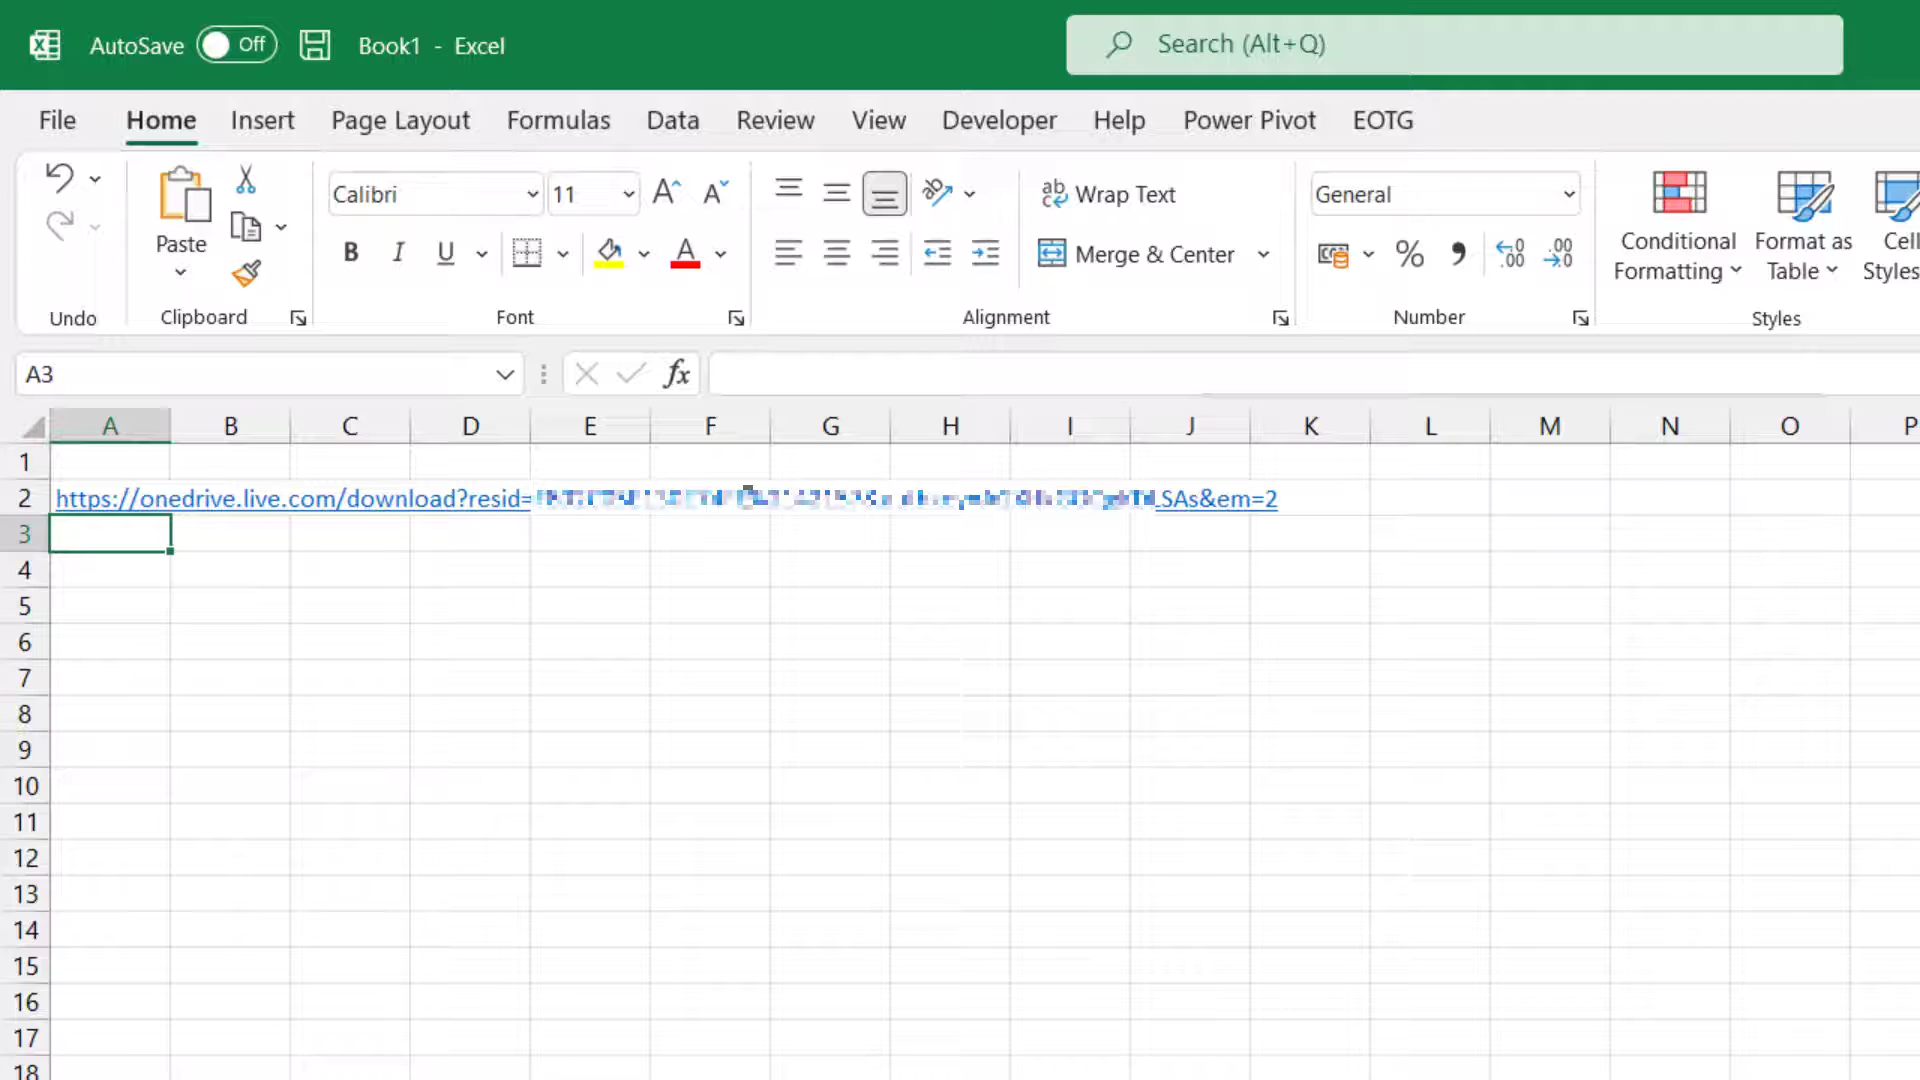 AutoSave Off Book1 - Excel Search (Alt+Q)
File Home Insert Page Layout Formulas Data Review View Developer Help Power Pivot EOTG
Calibri 11 Wrap Text General
Paste Merge & Center Conditional Formatting Format as Table Cell Styles
Undo Clipboard Font Alignment Number Styles
A3 fx
A B C D E F G H I J K L M N O P
1
2 https://onedrive.live.com/download?resid= LSAs&em=2
3
4
5
6
7
8
9
10
11
12
13
14
15
16
17
18